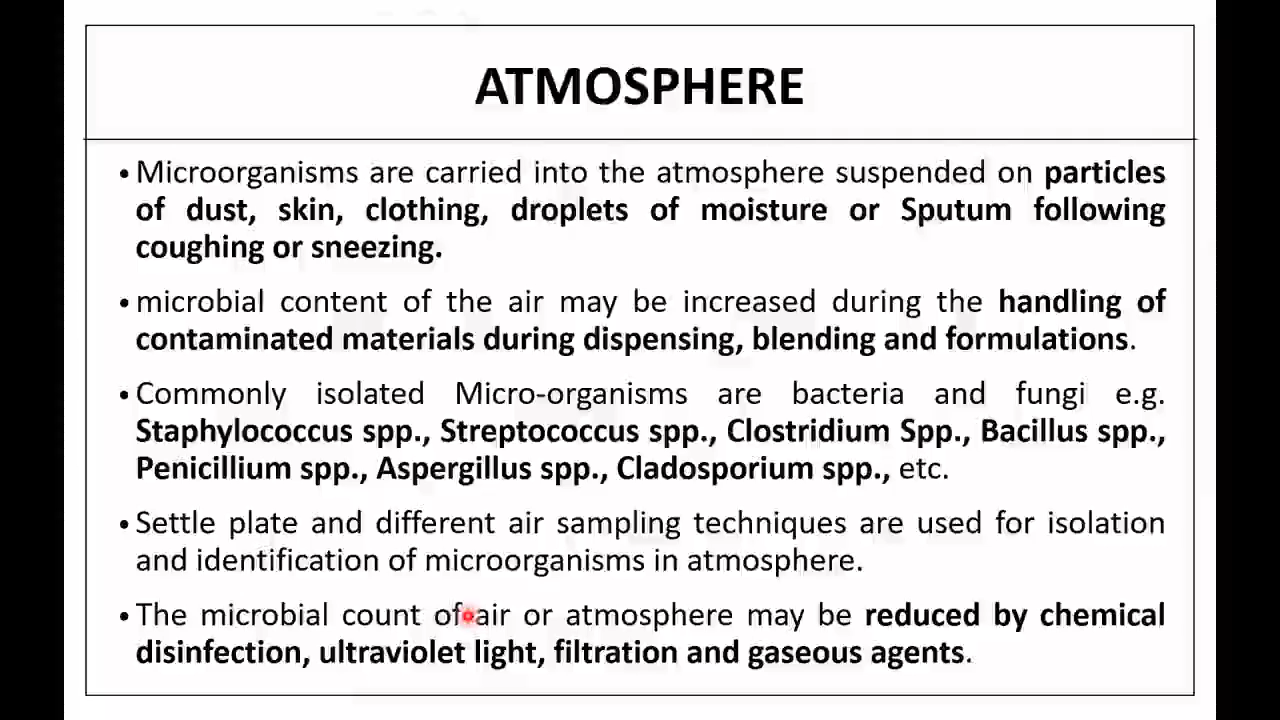 ATMOSPHERE
• Microorganisms are carried into the atmosphere suspended on particles
of dust, skin, clothing, droplets of moisture or Sputum following
coughing or sneezing.
• microbial content of the air may be increased during the handling of
contaminated materials during dispensing, blending and formulations.
• Commonly isolated Micro-organisms are bacteria and fungi e.g.
Staphylococcus spp., Streptococcus spp., Clostridium Spp., Bacillus spp.,
Penicillium spp., Aspergillus spp., Cladosporium spp., etc.
• Settle plate and different air sampling techniques are used for isolation
and identification of microorganisms in atmosphere.
• The microbial count of air or atmosphere may be reduced by chemical
disinfection, ultraviolet light, filtration and gaseous agents.